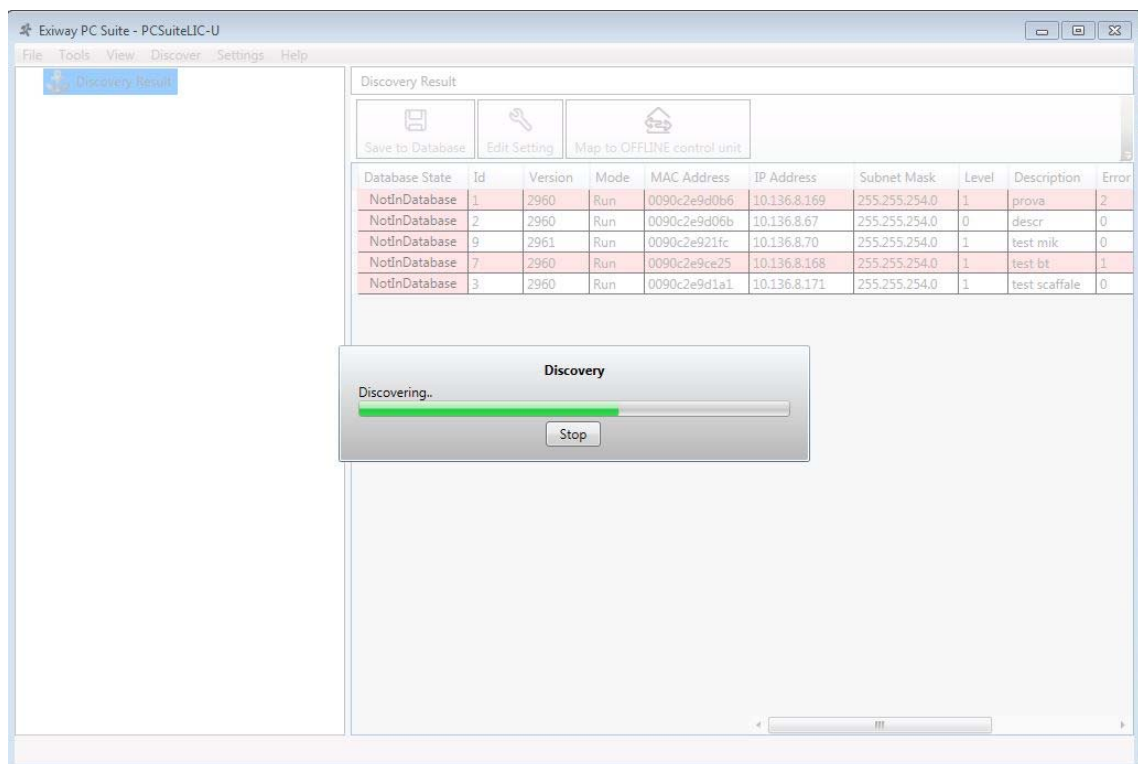 Exiway PC Suite - PCSuiteLIC-U
File Tools View Discover Settings Help
Discovery Result
Discovery Result
Save to Database Edit Setting Map to OFFLINE control unit
Database State Id Version Mode MAC Address IP Address Subnet Mask Level Description Error
NotInDatabase 1 2960 Run 0090c2e9d0b6 10.136.8.169 255.255.254.0 1 prova 2
NotInDatabase 2 2960 Run 0090c2e9d06b 10.136.8.67 255.255.254.0 0 descr 0
NotInDatabase 9 2961 Run 0090c2e921fc 10.136.8.70 255.255.254.0 1 test mik 0
NotInDatabase 7 2960 Run 0090c2e9ce25 10.136.8.168 255.255.254.0 1 test bt 1
NotInDatabase 3 2960 Run 0090c2e9d1a1 10.136.8.171 255.255.254.0 1 test scaffale 0
Discovery
Discovering..
Stop